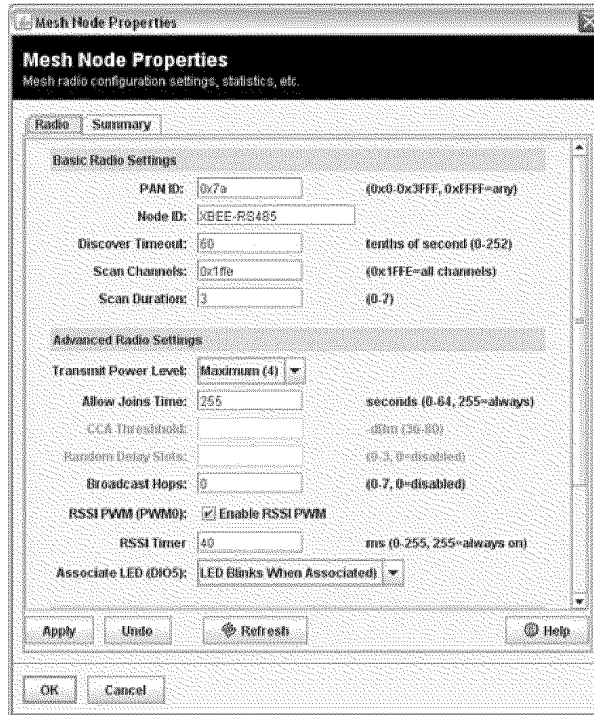 Mesh Node Properties
Mesh Node Properties
Mesh radio configuration settings, statistics, etc.
Radio Summary
Basic Radio Settings
PAN ID: 0x7a (0x0-0x3FFF, 0xFFFF=any)
Node ID: XBEE-RS485
Discover Timeout: 60 tenths of second (0-252)
Scan Channels: 0x1ffe (0x1FFE=all channels)
Scan Duration: 3 (0-7)
Advanced Radio Settings
Transmit Power Level: Maximum (4)
Allow Joins Time: 255 seconds (0-64, 255=always)
CCA Threshhold: -dBm (36-80)
Random Delay Slots: (0-3, 0=disabled)
Broadcast Hops: 0 (0-7, 0=disabled)
RSSI PWM (PWM0): Enable RSSI PWM
RSSI Timer 40 ms (0-255, 255=always on)
Associate LED (DIO5): LED Blinks When Associated)
Apply Undo Refresh Help
OK Cancel